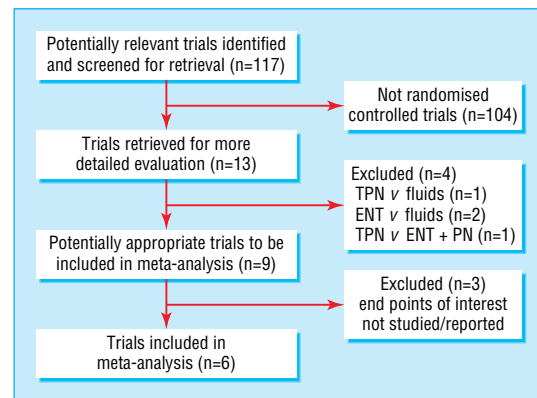 Potentially relevant trials identified
and screened for retrieval (n=117)
Not randomised
controlled trials (n=104)
Trials retrieved for more
detailed evaluation (n=13)
Excluded (n=4)
TPN v fluids (n=1)
ENT v fluids (n=2)
TPN v ENT + PN (n=1)
Potentially appropriate trials to be
included in meta-analysis (n=9)
Excluded (n=3)
end points of interest
not studied/reported
Trials included in
meta-analysis (n=6)